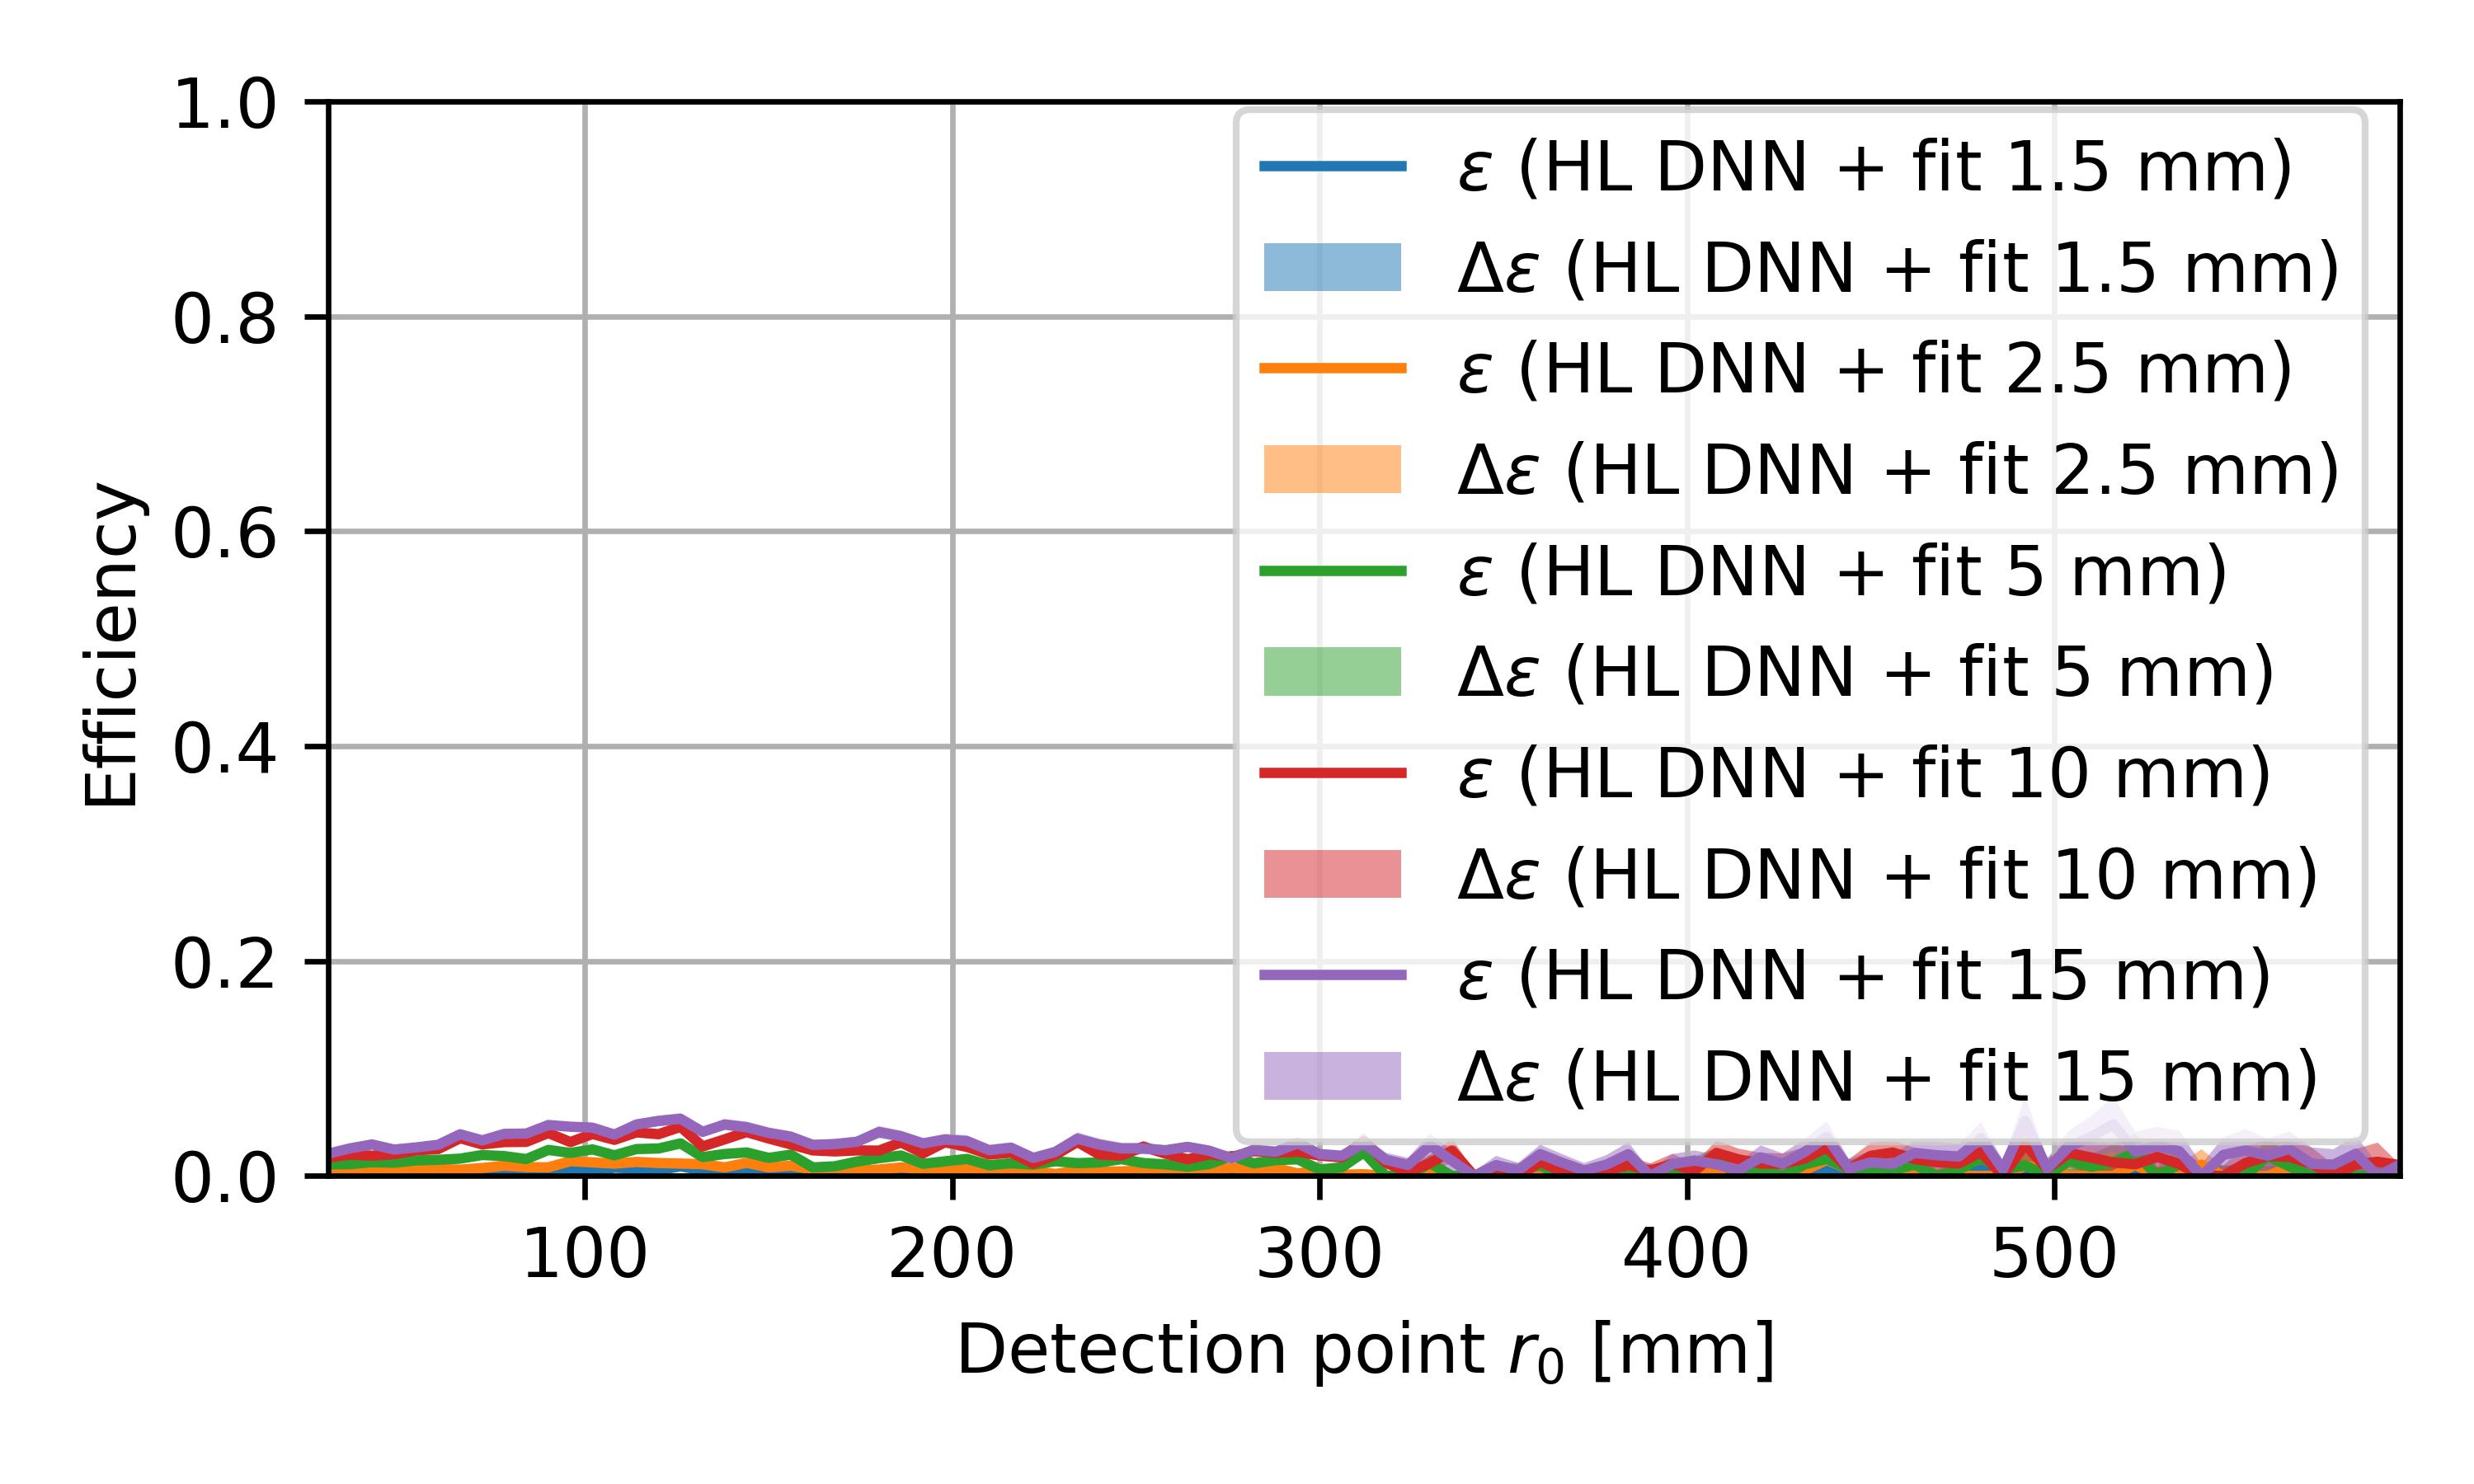 1.0
0.8
0.6
0.4
0.2
0.0
Efficiency
ε (HL DNN + fit 1.5 mm)
Δε (HL DNN + fit 1.5 mm)
ε (HL DNN + fit 2.5 mm)
Δε (HL DNN + fit 2.5 mm)
ε (HL DNN + fit 5 mm)
Δε (HL DNN + fit 5 mm)
ε (HL DNN + fit 10 mm)
Δε (HL DNN + fit 10 mm)
ε (HL DNN + fit 15 mm)
Δε (HL DNN + fit 15 mm)
100 200 300 400 500
Detection point r₀ [mm]